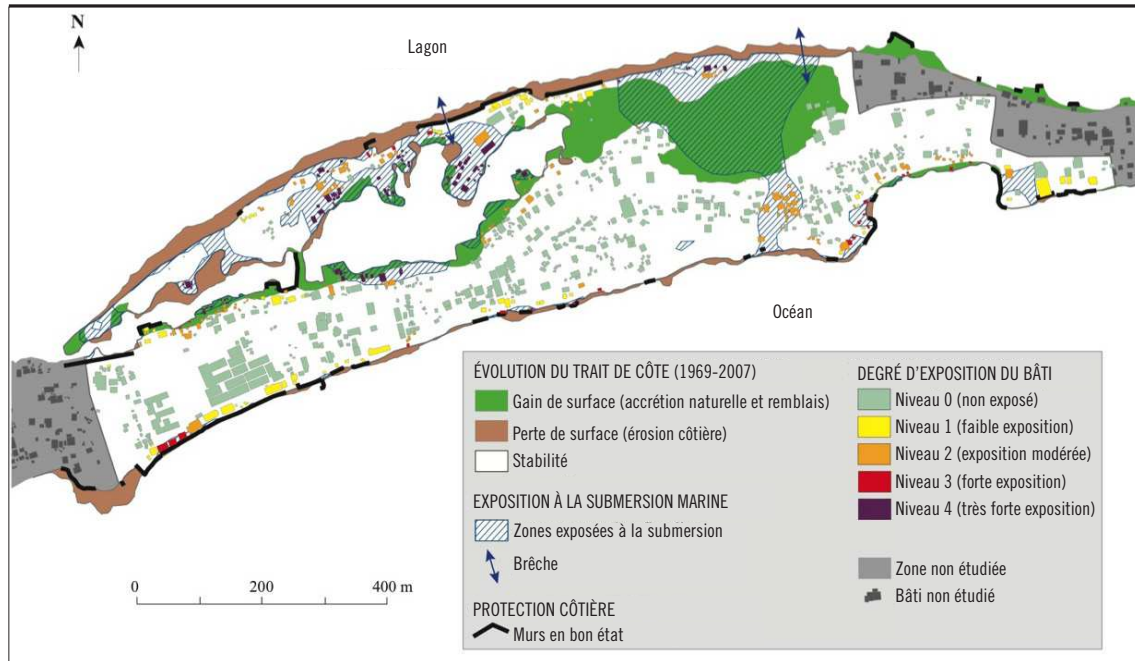 N
Lagon
Océan
ÉVOLUTION DU TRAIT DE CÔTE (1969-2007)
Gain de surface (accrétion naturelle et remblais)
Perte de surface (érosion côtière)
Stabilité
EXPOSITION À LA SUBMERSION MARINE
Zones exposées à la submersion
Brêche
PROTECTION CÔTIÈRE
Murs en bon état
DEGRÉ D'EXPOSITION DU BÂTI
Niveau 0 (non exposé)
Niveau 1 (faible exposition)
Niveau 2 (exposition modérée)
Niveau 3 (forte exposition)
Niveau 4 (très forte exposition)
Zone non étudiée
Bâti non étudié
0 200 400 m